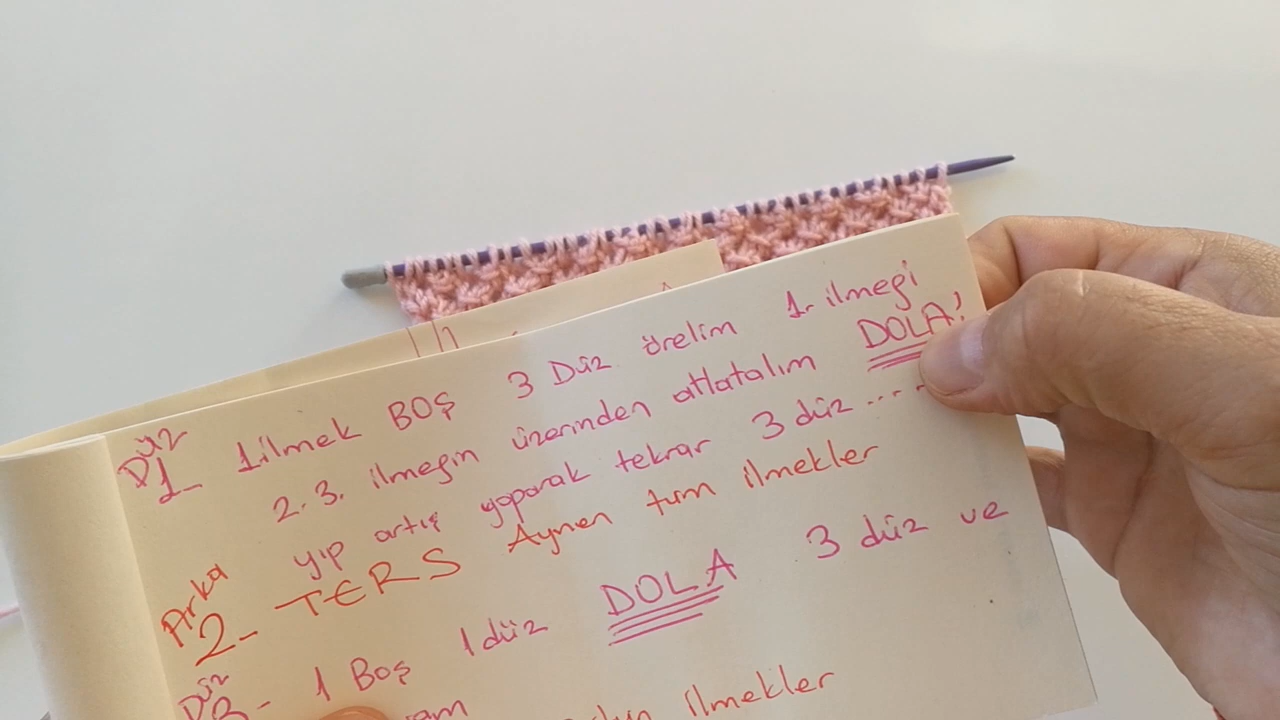 Düz
1- 1 ilmek BOŞ 3 Düz örelim 1. ilmeği
2. 3. ilmeğin üzerinden atlatalım DOLA!
yıp artış yaparak tekrar 3 düz ....
Arka
2- TERS Aynen tüm ilmekler
Düz
3- 1 Boş 1 düz DOLA 3 düz ve
ilmekler